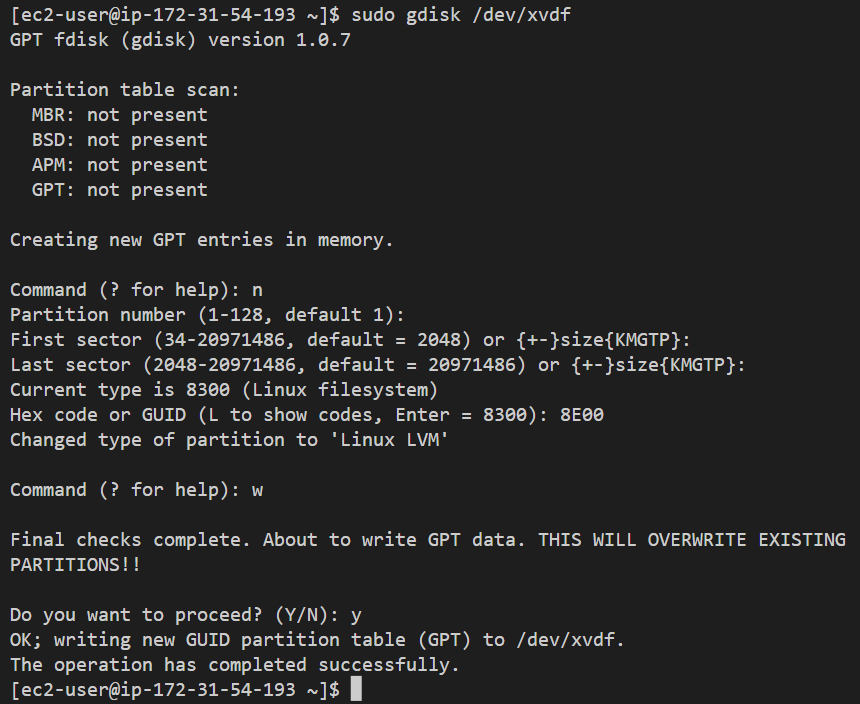 [ec2-user@ip-172-31-54-193 ~]$ sudo gdisk /dev/xvdf
GPT fdisk (gdisk) version 1.0.7
Partition table scan:
  MBR: not present
  BSD: not present
  APM: not present
  GPT: not present
Creating new GPT entries in memory.
Command (? for help): n
Partition number (1-128, default 1):
First sector (34-20971486, default = 2048) or {+-}size{KMGTP}:
Last sector (2048-20971486, default = 20971486) or {+-}size{KMGTP}:
Current type is 8300 (Linux filesystem)
Hex code or GUID (L to show codes, Enter = 8300): 8E00
Changed type of partition to 'Linux LVM'
Command (? for help): w
Final checks complete. About to write GPT data. THIS WILL OVERWRITE EXISTING
PARTITIONS!!
Do you want to proceed? (Y/N): y
OK; writing new GUID partition table (GPT) to /dev/xvdf.
The operation has completed successfully.
[ec2-user@ip-172-31-54-193 ~]$